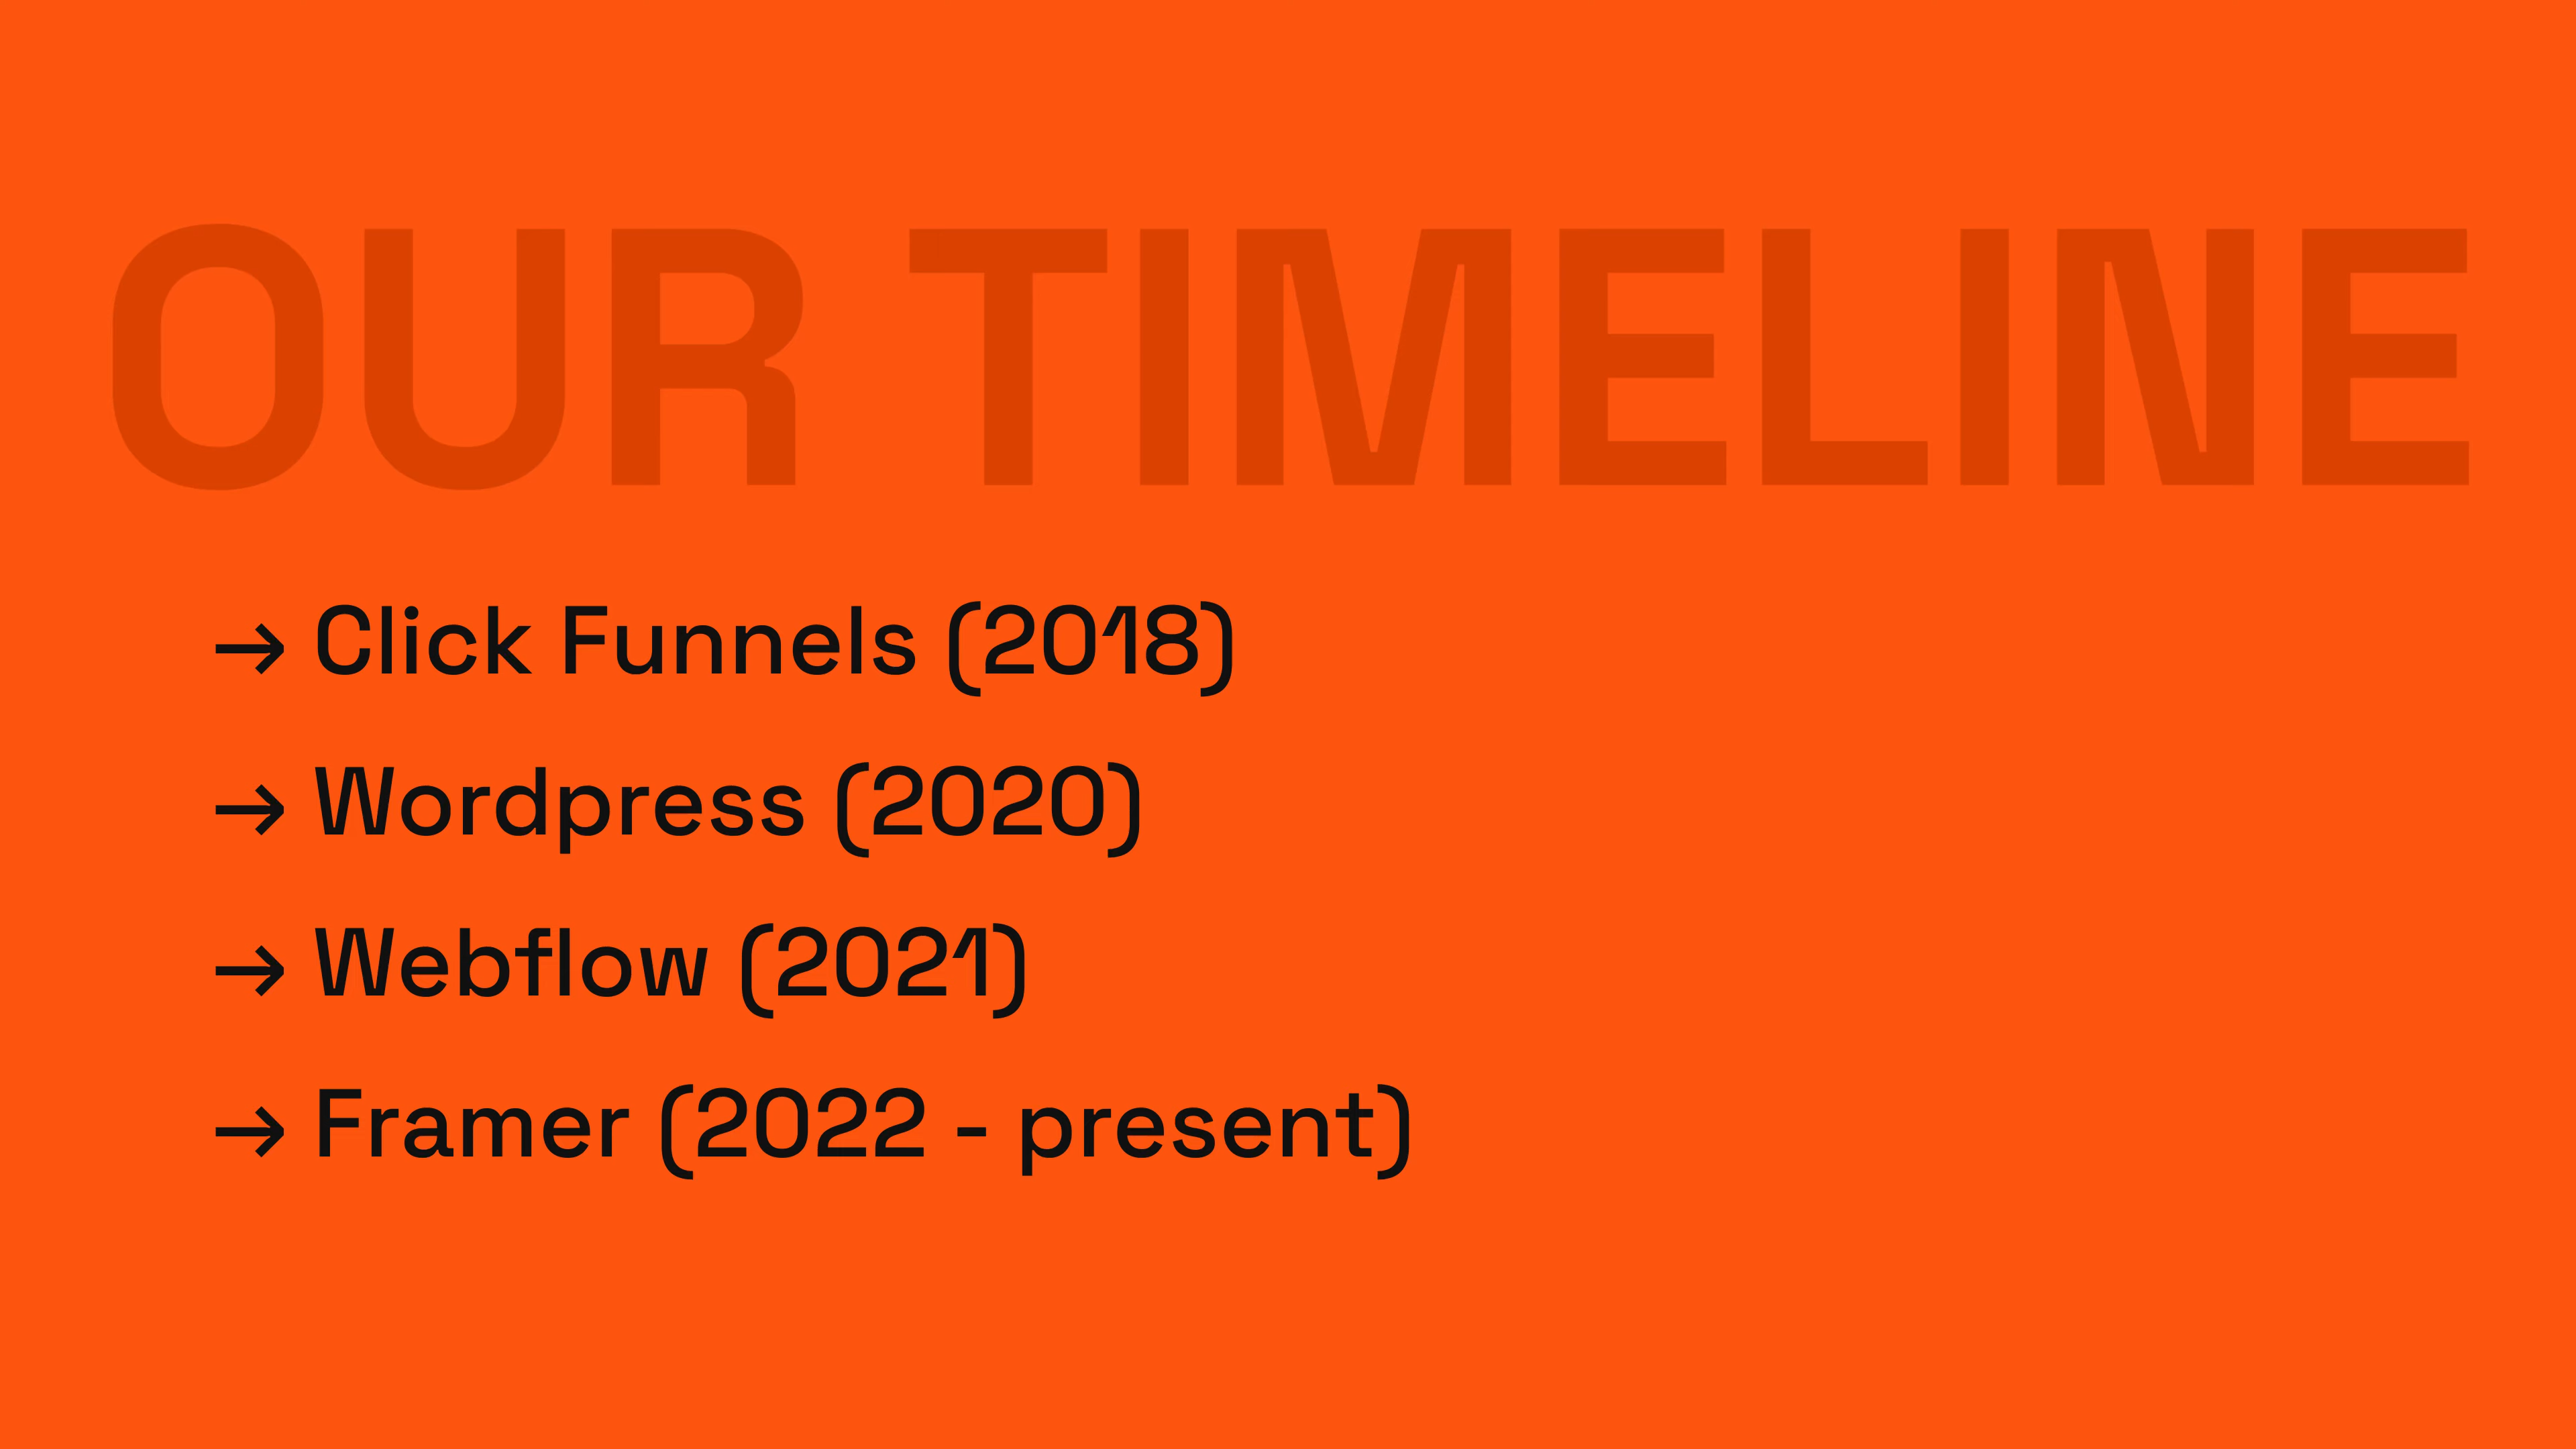 OUR TIMELINE
→ Click Funnels (2018)
→ Wordpress (2020)
→ Webflow (2021)
→ Framer (2022 - present)